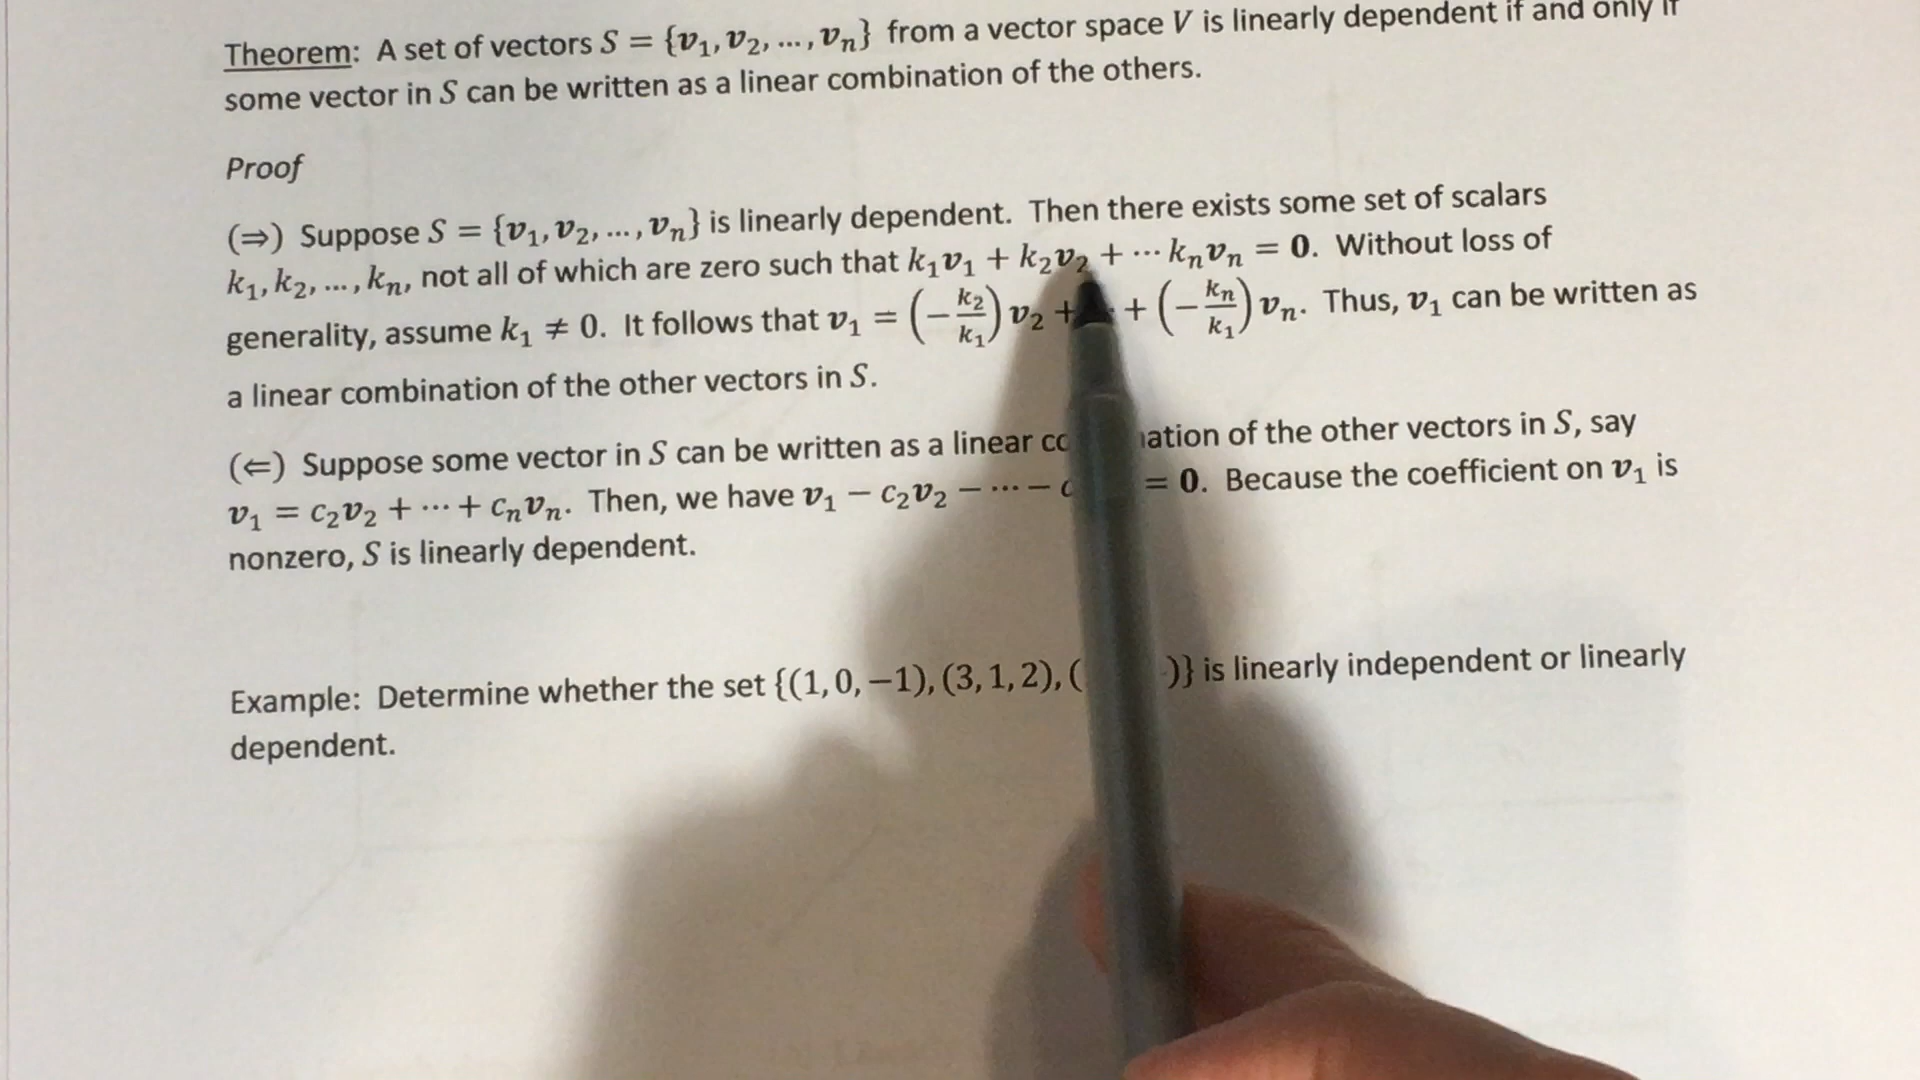 Theorem: A set of vectors S = {v₁, v₂, ..., vₙ} from a vector space V is linearly dependent if and only if
some vector in S can be written as a linear combination of the others.
Proof
(⇒) Suppose S = {v₁, v₂, ..., vₙ} is linearly dependent. Then there exists some set of scalars
k₁, k₂, ..., kₙ, not all of which are zero such that k₁v₁ + k₂v₂ + ⋯ kₙvₙ = 0. Without loss of
generality, assume k₁ ≠ 0. It follows that v₁ = (−k₂/k₁) v₂ + + (−kₙ/k₁) vₙ. Thus, v₁ can be written as
a linear combination of the other vectors in S.
(⇐) Suppose some vector in S can be written as a linear of the other vectors in S, say
v₁ = c₂v₂ + ⋯ + cₙvₙ. Then, we have v₁ − c₂v₂ − ⋯ − = 0. Because the coefficient on v₁ is
nonzero, S is linearly dependent.
Example: Determine whether the set {(1, 0, −1), (3, 1, 2), ( )} is linearly independent or linearly
dependent.